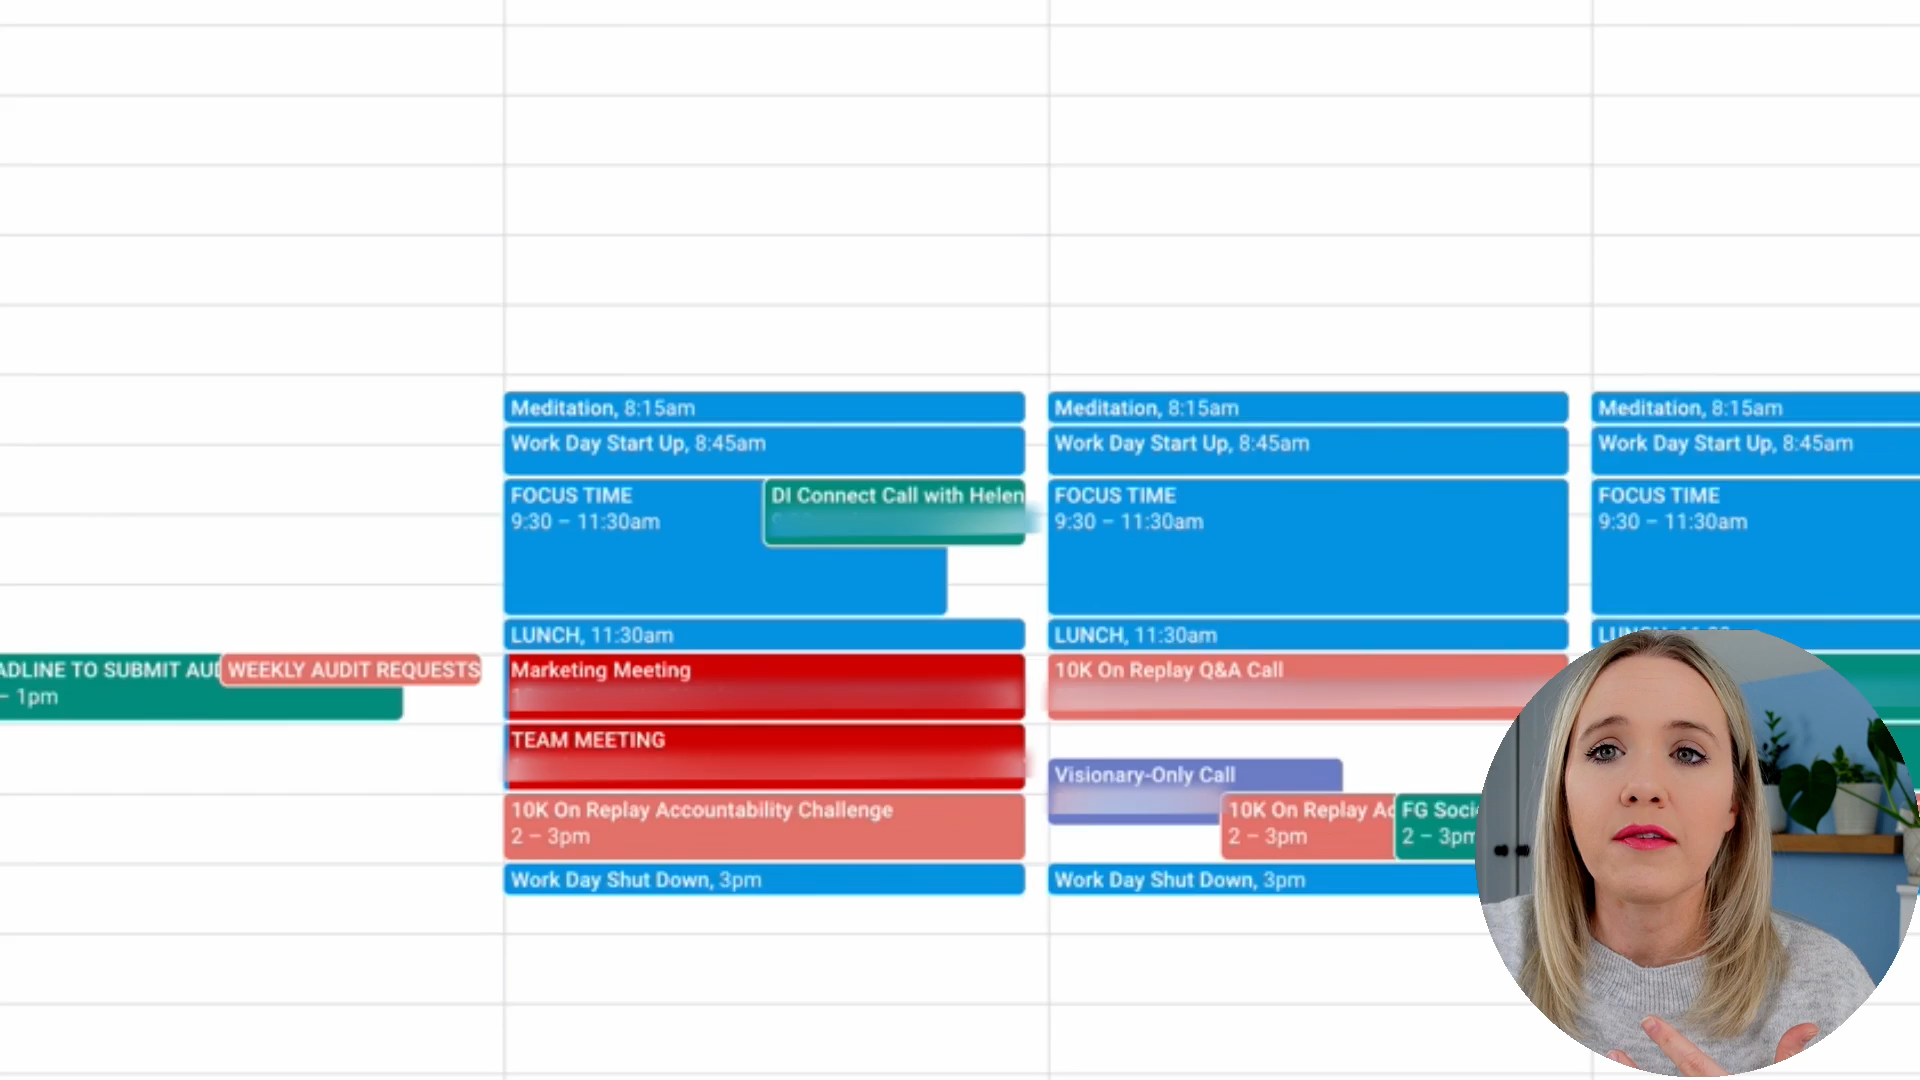 ADLINE TO SUBMIT AUD
– 1pm
WEEKLY AUDIT REQUESTS
Meditation, 8:15am
Work Day Start Up, 8:45am
FOCUS TIME
9:30 – 11:30am
DI Connect Call with Helen
LUNCH, 11:30am
Marketing Meeting
TEAM MEETING
10K On Replay Accountability Challenge
2 – 3pm
Work Day Shut Down, 3pm
Meditation, 8:15am
Work Day Start Up, 8:45am
FOCUS TIME
9:30 – 11:30am
LUNCH, 11:30am
10K On Replay Q&A Call
Visionary-Only Call
10K On Replay Ac
2 – 3pm
FG Soci
2 – 3pm
Work Day Shut Down, 3pm
Meditation, 8:15am
Work Day Start Up, 8:45am
FOCUS TIME
9:30 – 11:30am